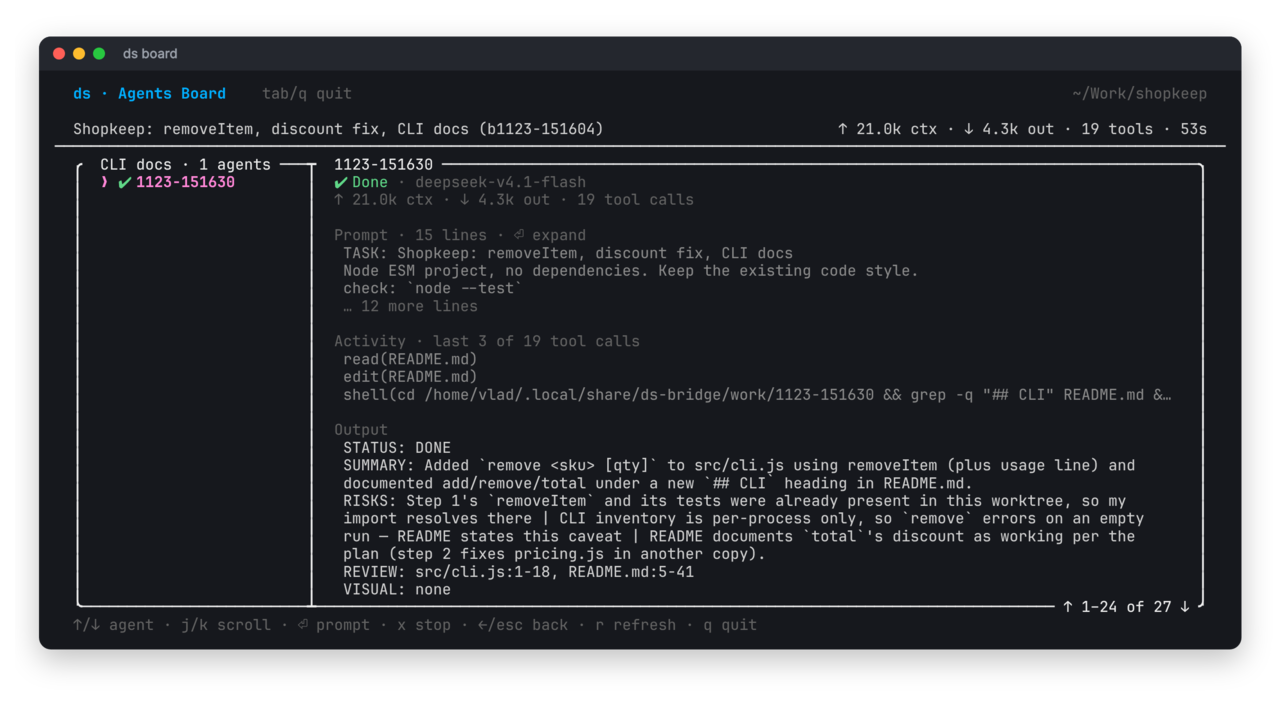 ds board
ds · Agents Board tab/q quit ~/Work/shopkeep
Shopkeep: removeItem, discount fix, CLI docs (b1123-151604) ↑ 21.0k ctx · ↓ 4.3k out · 19 tools · 53s
CLI docs · 1 agents
❯ ✔ 1123-151630
1123-151630
✔ Done · deepseek-v4.1-flash
↑ 21.0k ctx · ↓ 4.3k out · 19 tool calls
Prompt · 15 lines · ⏎ expand
TASK: Shopkeep: removeItem, discount fix, CLI docs
Node ESM project, no dependencies. Keep the existing code style.
check: `node --test`
… 12 more lines
Activity · last 3 of 19 tool calls
read(README.md)
edit(README.md)
shell(cd /home/vlad/.local/share/ds-bridge/work/1123-151630 && grep -q "## CLI" README.md &…
Output
STATUS: DONE
SUMMARY: Added `remove <sku> [qty]` to src/cli.js using removeItem (plus usage line) and
documented add/remove/total under a new `## CLI` heading in README.md.
RISKS: Step 1's `removeItem` and its tests were already present in this worktree, so my
import resolves there | CLI inventory is per-process only, so `remove` errors on an empty
run — README states this caveat | README documents `total`'s discount as working per the
plan (step 2 fixes pricing.js in another copy).
REVIEW: src/cli.js:1-18, README.md:5-41
VISUAL: none
↑ 1–24 of 27 ↓
↑/↓ agent · j/k scroll · ⏎ prompt · x stop · ←/esc back · r refresh · q quit